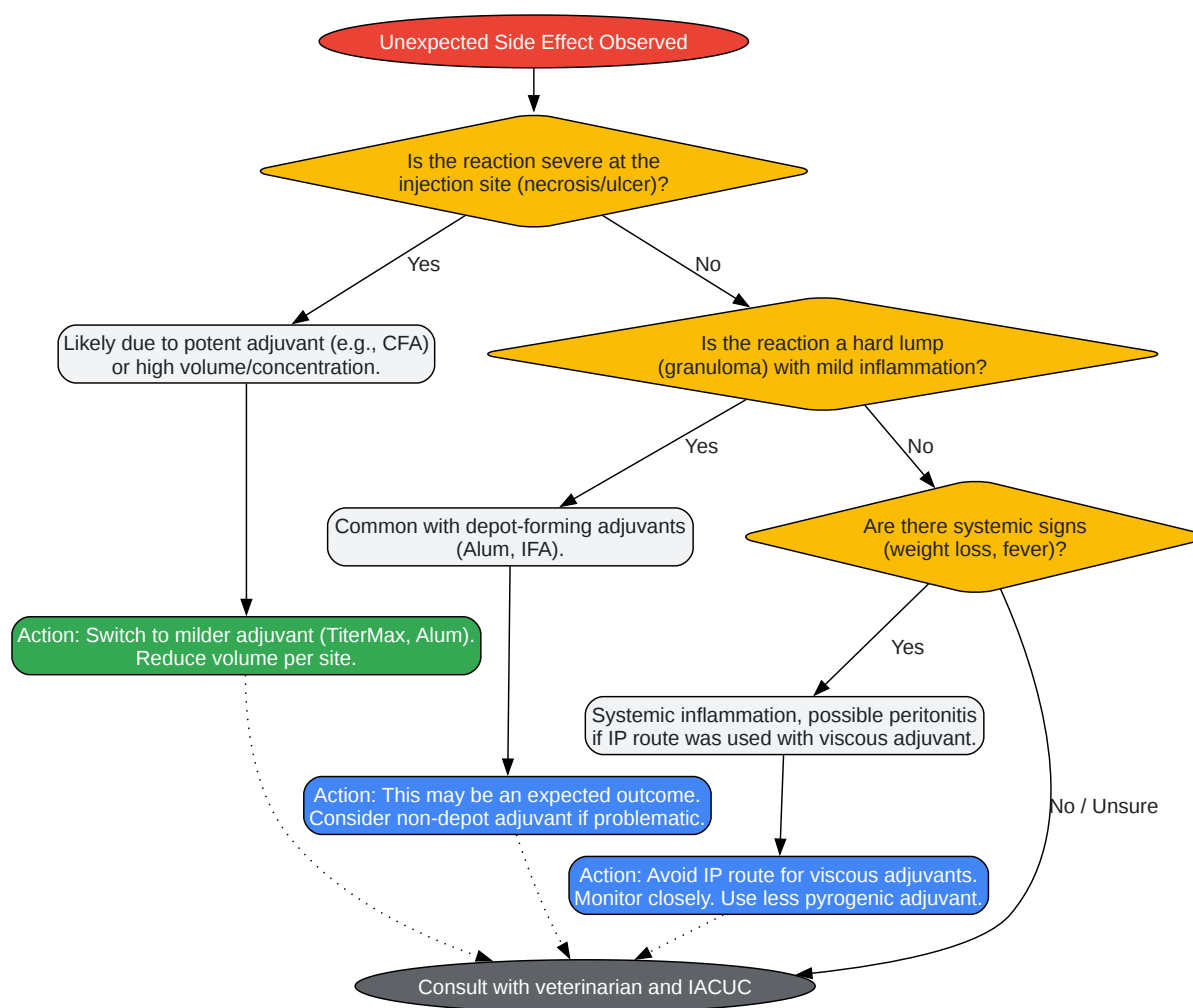 Unexpected Side Effect Observed
Is the reaction severe at the
injection site (necrosis/ulcer)?
Yes
No
Likely due to potent adjuvant (e.g., CFA)
or high volume/concentration.
Is the reaction a hard lump
(granuloma) with mild inflammation?
Yes
No
Common with depot-forming adjuvants
(Alum, IFA).
Are there systemic signs
(weight loss, fever)?
Action: Switch to milder adjuvant (TiterMax, Alum).
Reduce volume per site.
Yes
Systemic inflammation, possible peritonitis
if IP route was used with viscous adjuvant.
Action: This may be an expected outcome.
Consider non-depot adjuvant if problematic.
No / Unsure
Action: Avoid IP route for viscous adjuvants.
Monitor closely. Use less pyrogenic adjuvant.
Consult with veterinarian and IACUC